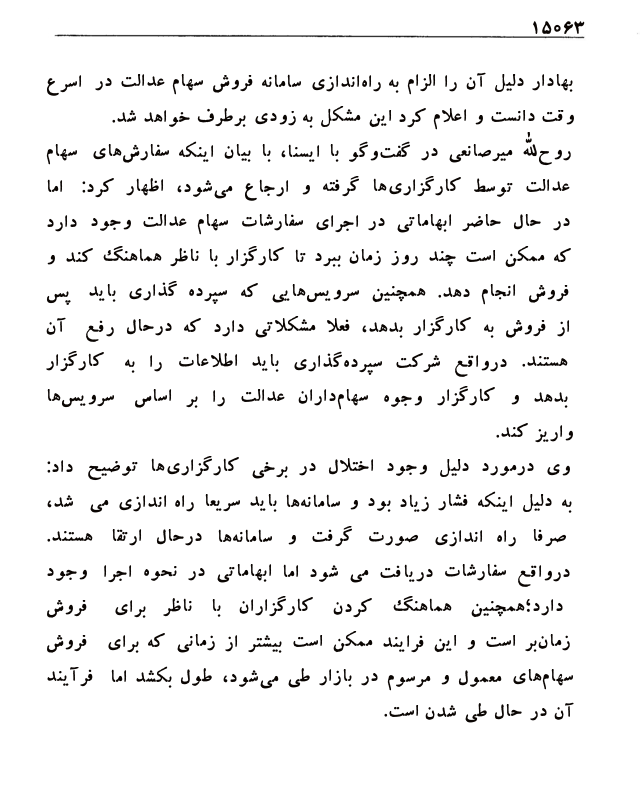 ۱۵۰۶۳
بهادار دلیل آن را الزام به راه‌اندازی سامانه فروش سهام عدالت در اسرع
وقت دانست و اعلام کرد این مشکل به زودی برطرف خواهد شد.
روح‌الله میرصانعی در گفت‌وگو با ایسنا، با بیان اینکه سفارش‌های سهام
عدالت توسط کارگزاری‌ها گرفته و ارجاع می‌شود، اظهار کرد: اما
در حال حاضر ابهاماتی در اجرای سفارشات سهام عدالت وجود دارد
که ممکن است چند روز زمان ببرد تا کارگزار با ناظر هماهنگ کند و
فروش انجام دهد. همچنین سرویس‌هایی که سپرده گذاری باید پس
از فروش به کارگزار بدهد، فعلا مشکلاتی دارد که درحال رفع آن
هستند. درواقع شرکت سپرده‌گذاری باید اطلاعات را به کارگزار
بدهد و کارگزار وجوه سهام‌داران عدالت را بر اساس سرویس‌ها
واریز کند.
وی درمورد دلیل وجود اختلال در برخی کارگزاری‌ها توضیح داد:
به دلیل اینکه فشار زیاد بود و سامانه‌ها باید سریعا راه اندازی می شد،
صرفا راه اندازی صورت گرفت و سامانه‌ها درحال ارتقا هستند.
درواقع سفارشات دریافت می شود اما ابهاماتی در نحوه اجرا وجود
دارد؛همچنین هماهنگ کردن کارگزاران با ناظر برای فروش
زمان‌بر است و این فرایند ممکن است بیشتر از زمانی که برای فروش
سهام‌های معمول و مرسوم در بازار طی می‌شود، طول بکشد اما فرآیند
آن در حال طی شدن است.